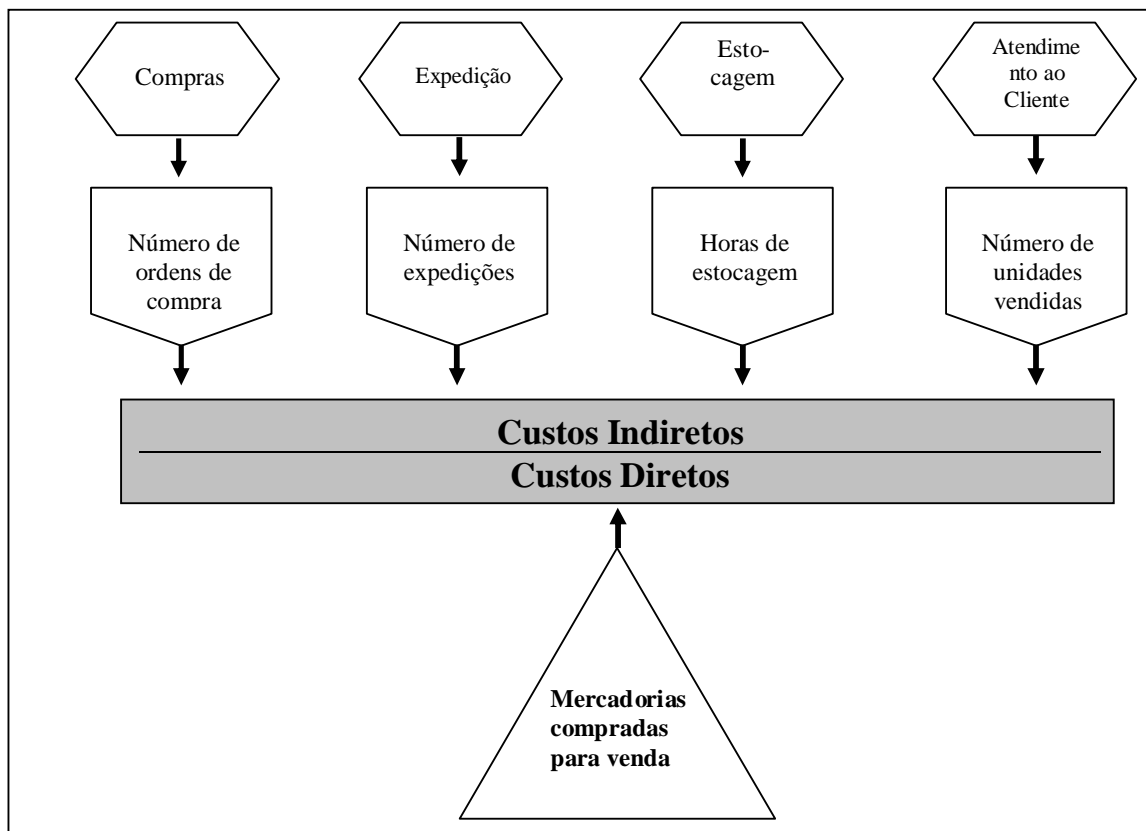 Compras
Expedição
Esto-
cagem
Atendime
nto ao
Cliente
Número de
ordens de
compra
Número de
expedições
Horas de
estocagem
Número de
unidades
vendidas
Custos Indiretos
Custos Diretos
Mercadorias
compradas
para venda